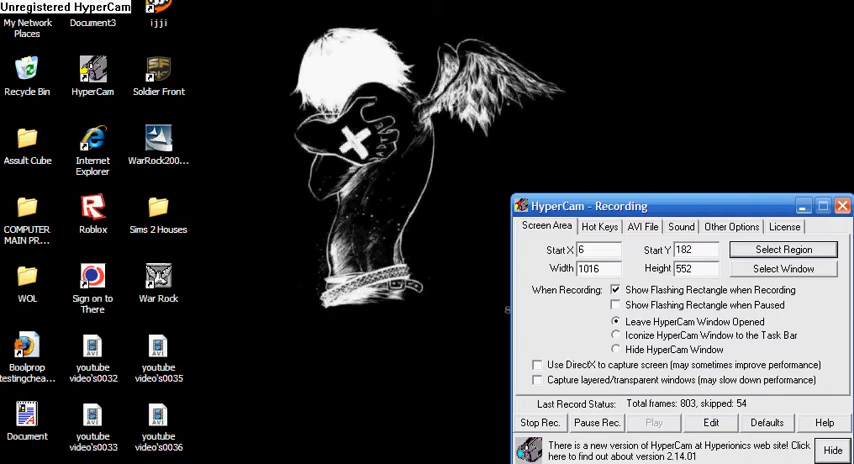 Unregistered HyperCam
My Network
Places
Document3
ijji
Recycle Bin
HyperCam
Soldier Front
Assult Cube
Internet
Explorer
WarRock200...
COMPUTER
MAIN PR...
Roblox
Sims 2 Houses
WOL
Sign on to
There
War Rock
Boolprop
testingchea...
youtube
video's0032
youtube
video's0035
Document
youtube
video's0033
youtube
video's0036
ADTR
HyperCam - Recording
Screen Area
Hot Keys
AVI File
Sound
Other Options
License
Start X 6
Start Y 182
Select Region
Width 1016
Height 552
Select Window
When Recording:
Show Flashing Rectangle when Recording
Show Flashing Rectangle when Paused
Leave HyperCam Window Opened
Iconize HyperCam Window to the Task Bar
Hide HyperCam Window
Use DirectX to capture screen (may sometimes improve performance)
Capture layered/transparent windows (may slow down performance)
Last Record Status: Total frames: 803, skipped: 54
Stop Rec.
Pause Rec.
Play
Edit
Defaults
Help
There is a new version of HyperCam at Hyperionics web site! Click
here to find out about version 2.14.01
Hide